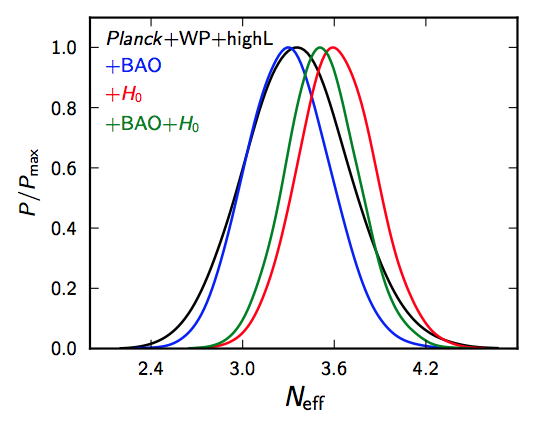 Planck+WP+highL
+BAO
+H₀
+BAO+H₀
1.0
0.8
0.6
0.4
0.2
0.0
P/Pmax
2.4 3.0 3.6 4.2
Neff